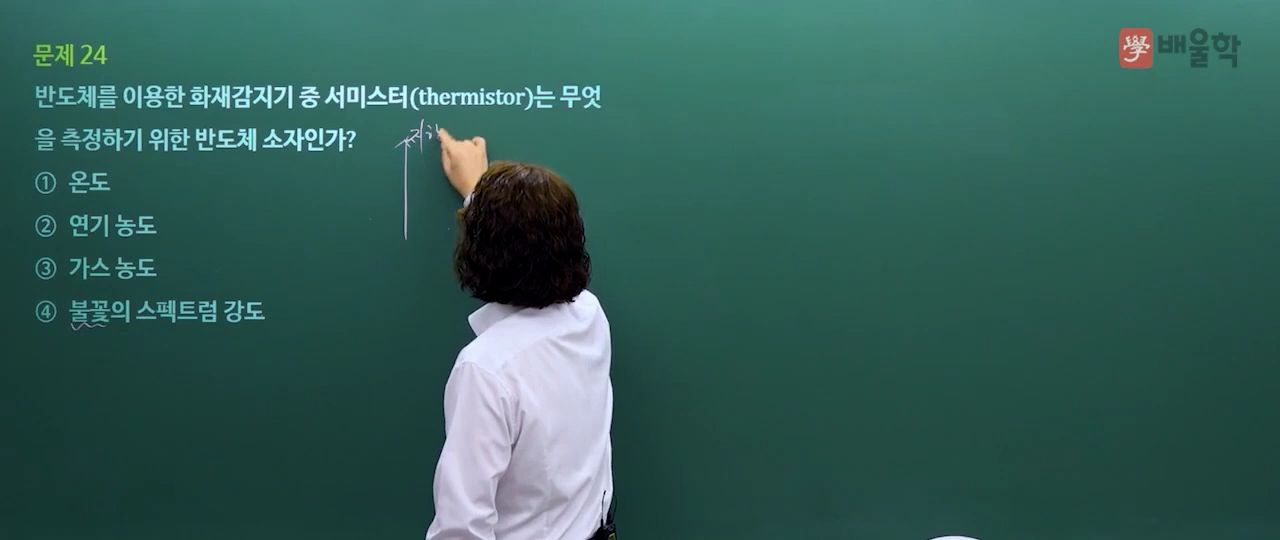 문제 24
學 배울학
반도체를 이용한 화재감지기 중 서미스터(thermistor)는 무엇
을 측정하기 위한 반도체 소자인가?
① 온도
② 연기 농도
③ 가스 농도
④ 불꽃의 스펙트럼 강도